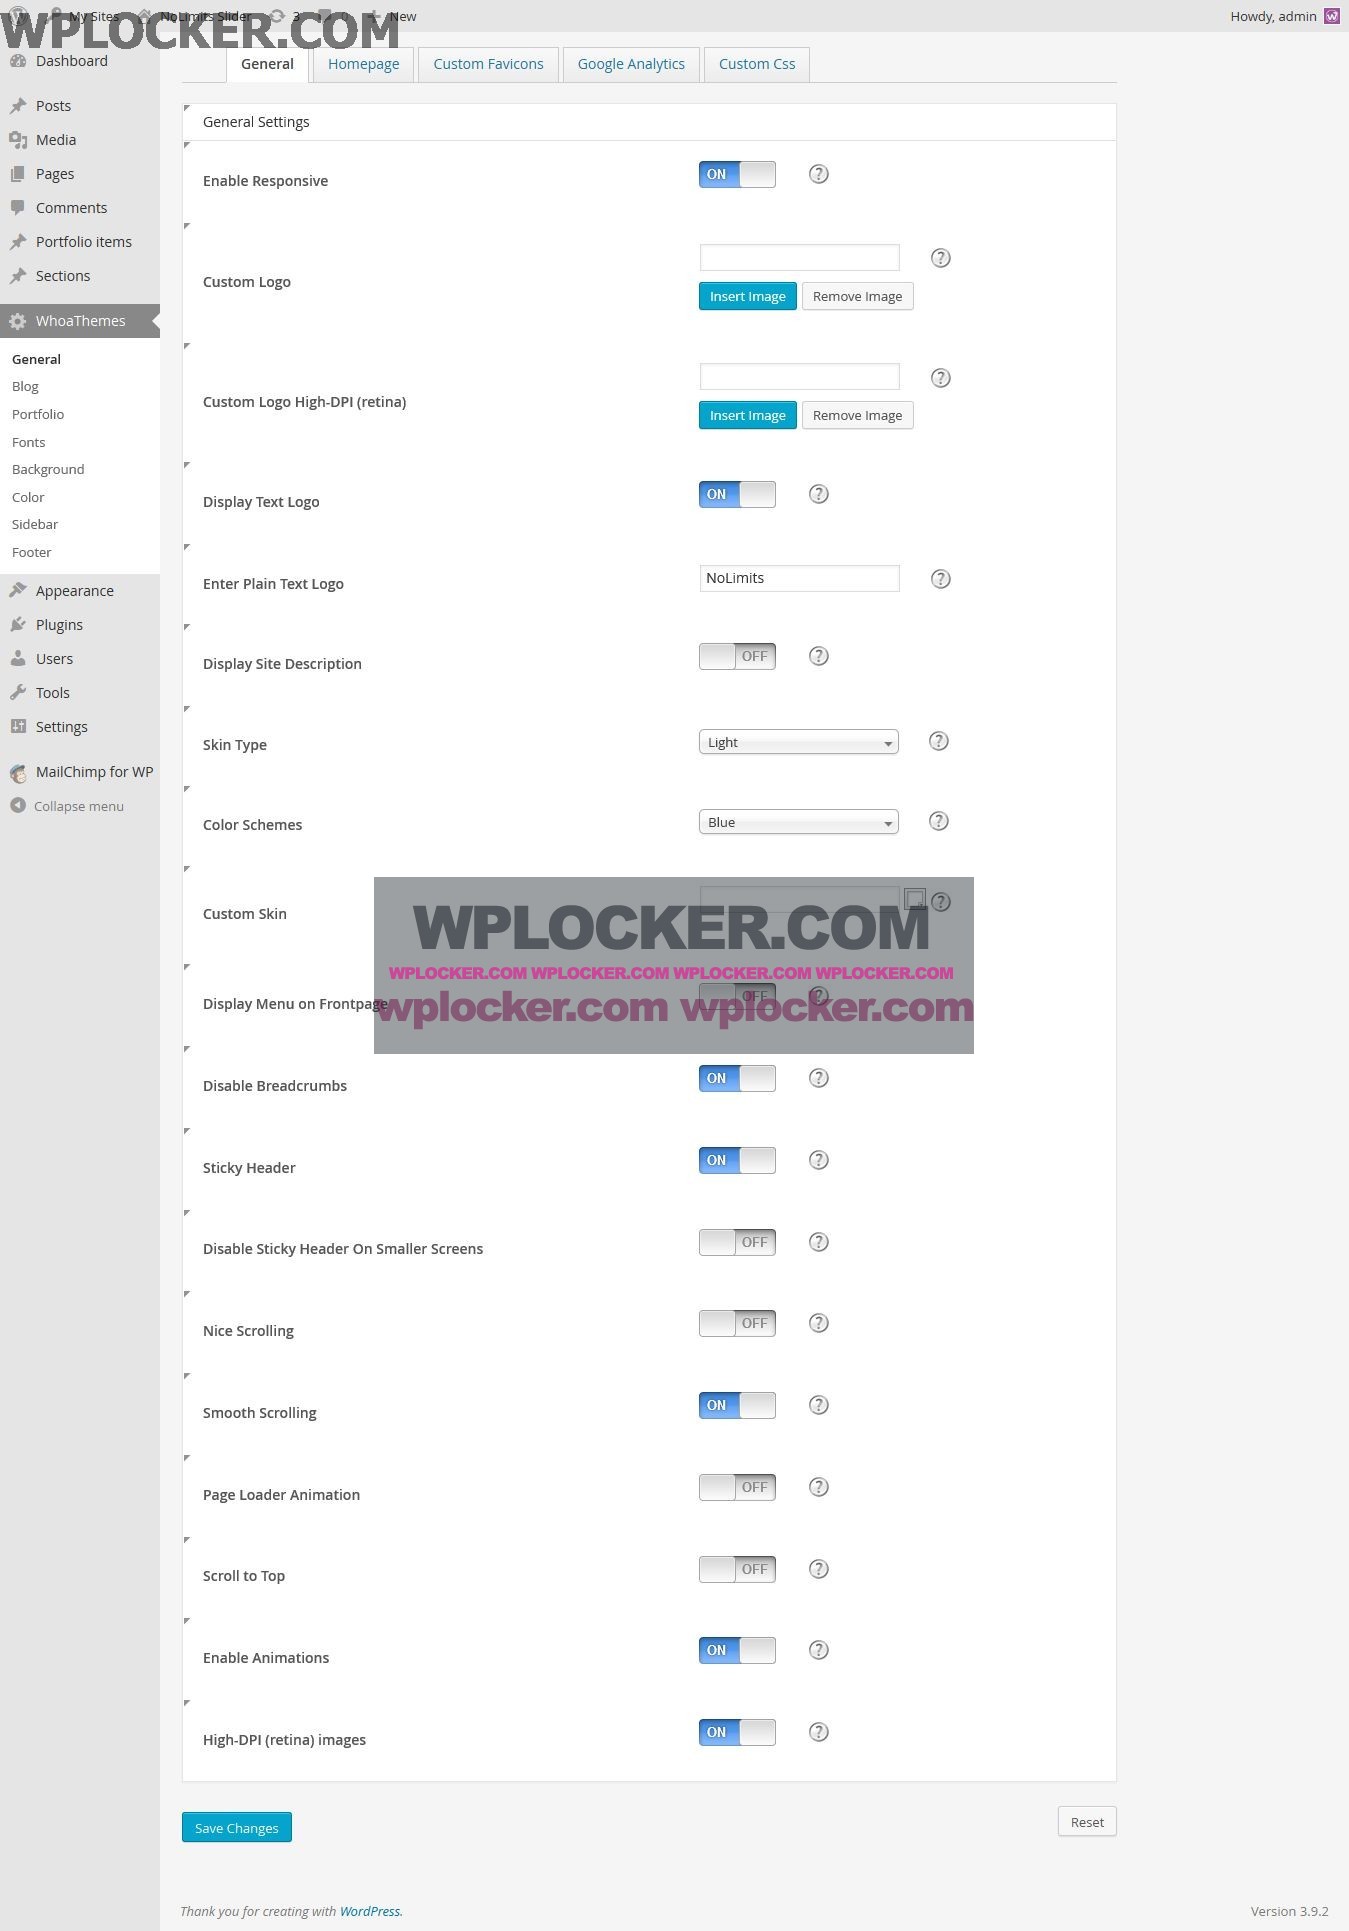 My Sites NoLimits Slider 3 0 New Howdy, admin
WPLOCKER.COM
Dashboard
Posts
Media
Pages
Comments
Portfolio items
Sections
WhoaThemes
General
Blog
Portfolio
Fonts
Background
Color
Sidebar
Footer
Appearance
Plugins
Users
Tools
Settings
MailChimp for WP
Collapse menu
General Homepage Custom Favicons Google Analytics Custom Css
General Settings
Enable Responsive ON ?
Custom Logo ?
Insert Image Remove Image
Custom Logo High-DPI (retina) ?
Insert Image Remove Image
Display Text Logo ON ?
Enter Plain Text Logo NoLimits ?
Display Site Description OFF ?
Skin Type Light ?
Color Schemes Blue ?
Custom Skin ?
WPLOCKER.COM
WPLOCKER.COM WPLOCKER.COM WPLOCKER.COM WPLOCKER.COM
Display Menu on Frontpage OFF ?
wplocker.com wplocker.com
Disable Breadcrumbs ON ?
Sticky Header ON ?
Disable Sticky Header On Smaller Screens OFF ?
Nice Scrolling OFF ?
Smooth Scrolling ON ?
Page Loader Animation OFF ?
Scroll to Top OFF ?
Enable Animations ON ?
High-DPI (retina) images ON ?
Save Changes Reset
Thank you for creating with WordPress. Version 3.9.2